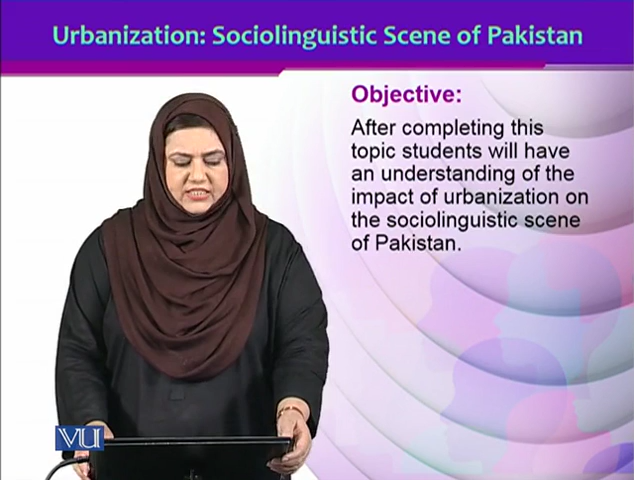 Urbanization: Sociolinguistic Scene of Pakistan
Objective:
After completing this
topic students will have
an understanding of the
impact of urbanization on
the sociolinguistic scene
of Pakistan.
VU